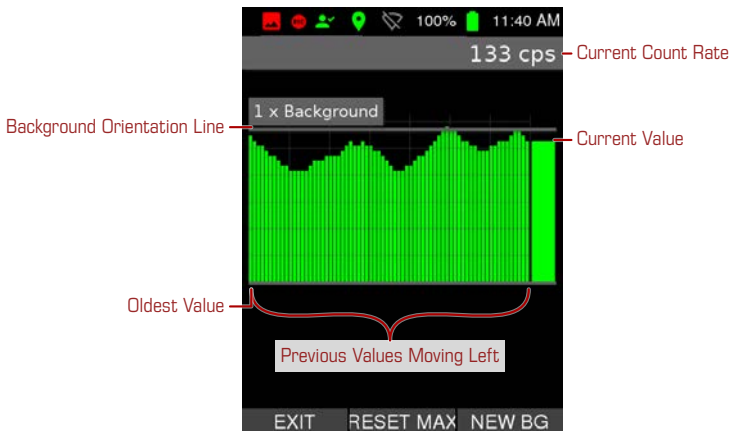 100% 11:40 AM
133 cps
Current Count Rate
1 x Background
Background Orientation Line
Current Value
Oldest Value
Previous Values Moving Left
EXIT RESET MAX NEW BG